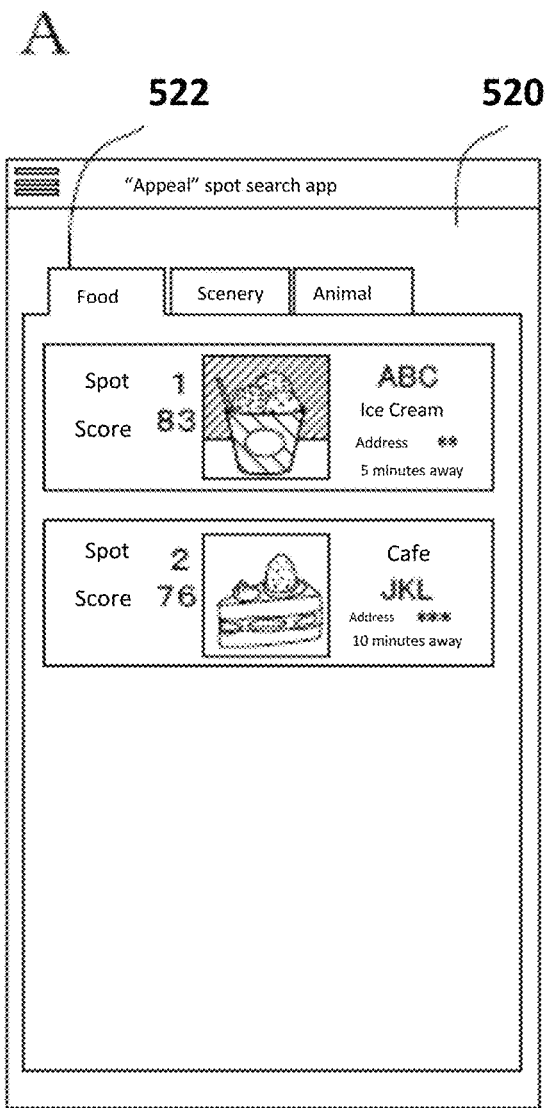 A
522
520
“Appeal” spot search app
Food
Scenery
Animal
Spot 1
Score 83
ABC
Ice Cream
Address **
5 minutes away
Spot 2
Score 76
Cafe
JKL
Address ***
10 minutes away